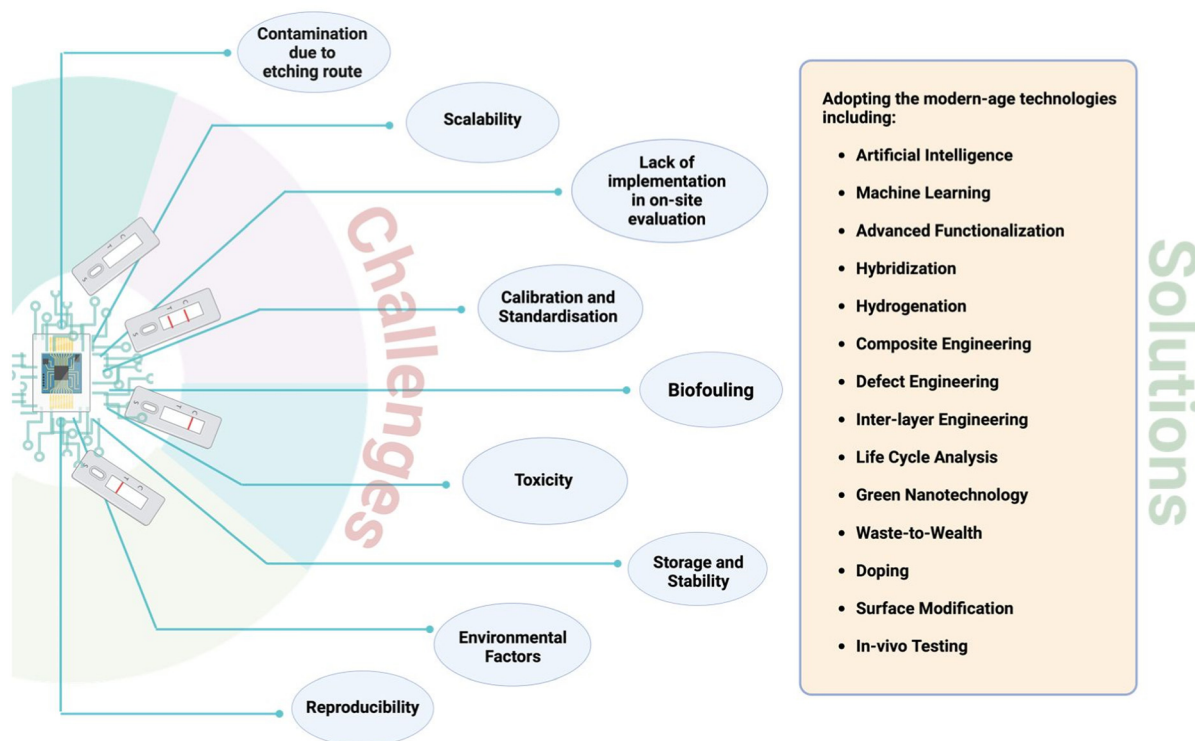 Contamination
due to
etching route
Scalability
Lack of
implementation
in on-site
evaluation
Calibration and
Standardisation
Biofouling
Toxicity
Storage and
Stability
Environmental
Factors
Reproducibility
Challenges
Adopting the modern-age technologies
including:
• Artificial Intelligence
• Machine Learning
• Advanced Functionalization
• Hybridization
• Hydrogenation
• Composite Engineering
• Defect Engineering
• Inter-layer Engineering
• Life Cycle Analysis
• Green Nanotechnology
• Waste-to-Wealth
• Doping
• Surface Modification
• In-vivo Testing
Solutions
C
T
S
C
T
S
C
T
S
C
T
S